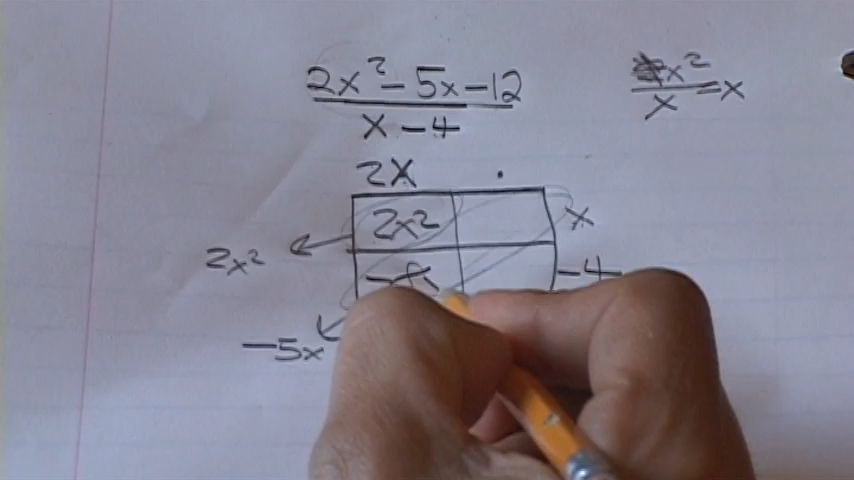 2x² - 5x - 12
x - 4
x²
x
= x
2x
2x²
x
2x²
- 4
- 5x